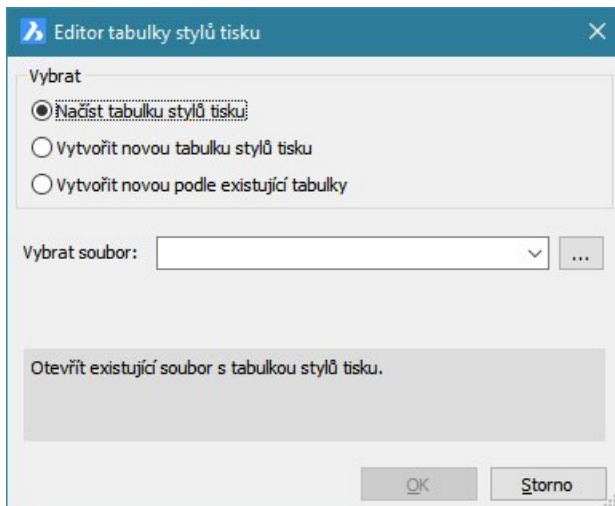 Editor tabulky stylů tisku
Vybrat
Načíst tabulku stylů tisku
Vytvořit novou tabulku stylů tisku
Vytvořit novou podle existující tabulky
Vybrat soubor:
...
Otevřít existující soubor s tabulkou stylů tisku.
OK
Storno